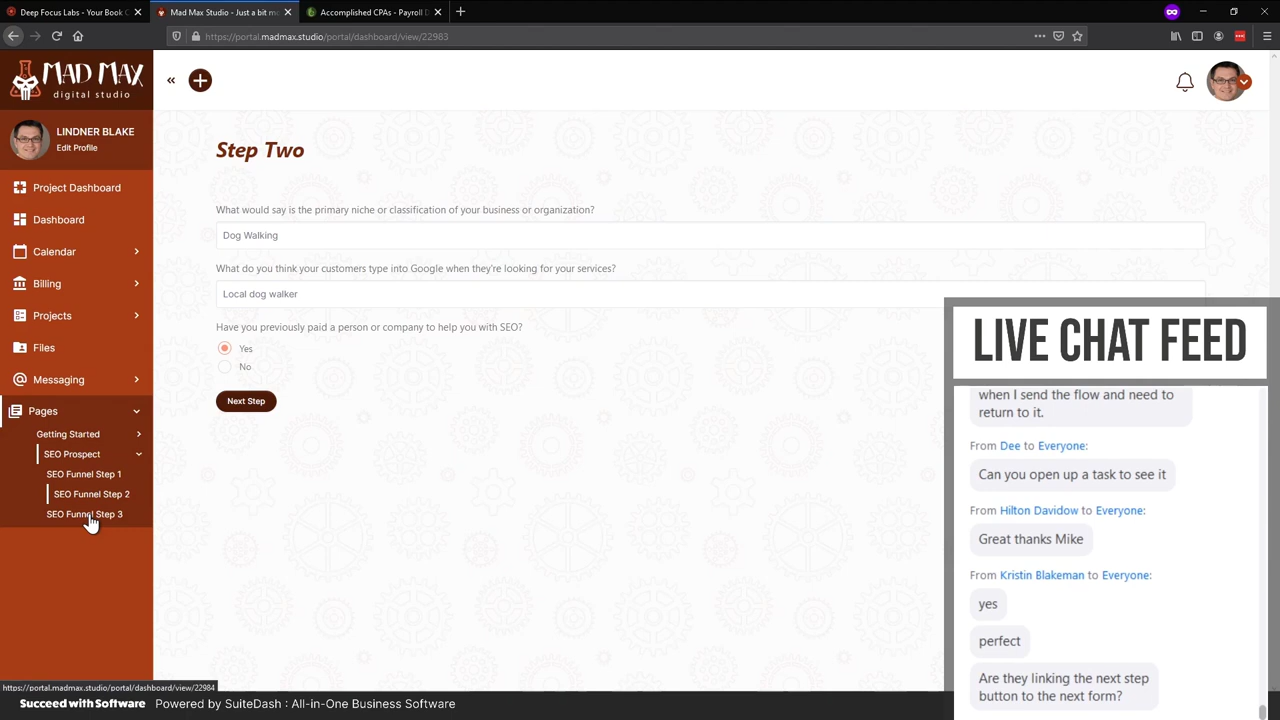 Deep Focus Labs - Your Book C
Mad Max Studio - Just a bit mo
Accomplished CPAs - Payroll D
https://portal.madmax.studio/portal/dashboard/view/22983
MAD MAX
digital studio
LINDNER BLAKE
Edit Profile
Project Dashboard
Dashboard
Calendar
Billing
Projects
Files
Messaging
Pages
Getting Started
SEO Prospect
SEO Funnel Step 1
SEO Funnel Step 2
SEO Funnel Step 3
Step Two
What would say is the primary niche or classification of your business or organization?
Dog Walking
What do you think your customers type into Google when they're looking for your services?
Local dog walker
Have you previously paid a person or company to help you with SEO?
Yes
No
Next Step
LIVE CHAT FEED
when I send the flow and need to
return to it.
From Dee to Everyone:
Can you open up a task to see it
From Hilton Davidow to Everyone:
Great thanks Mike
From Kristin Blakeman to Everyone:
yes
perfect
Are they linking the next step
button to the next form?
https://portal.madmax.studio/portal/dashboard/view/22984
Succeed with Software Powered by SuiteDash : All-in-One Business Software